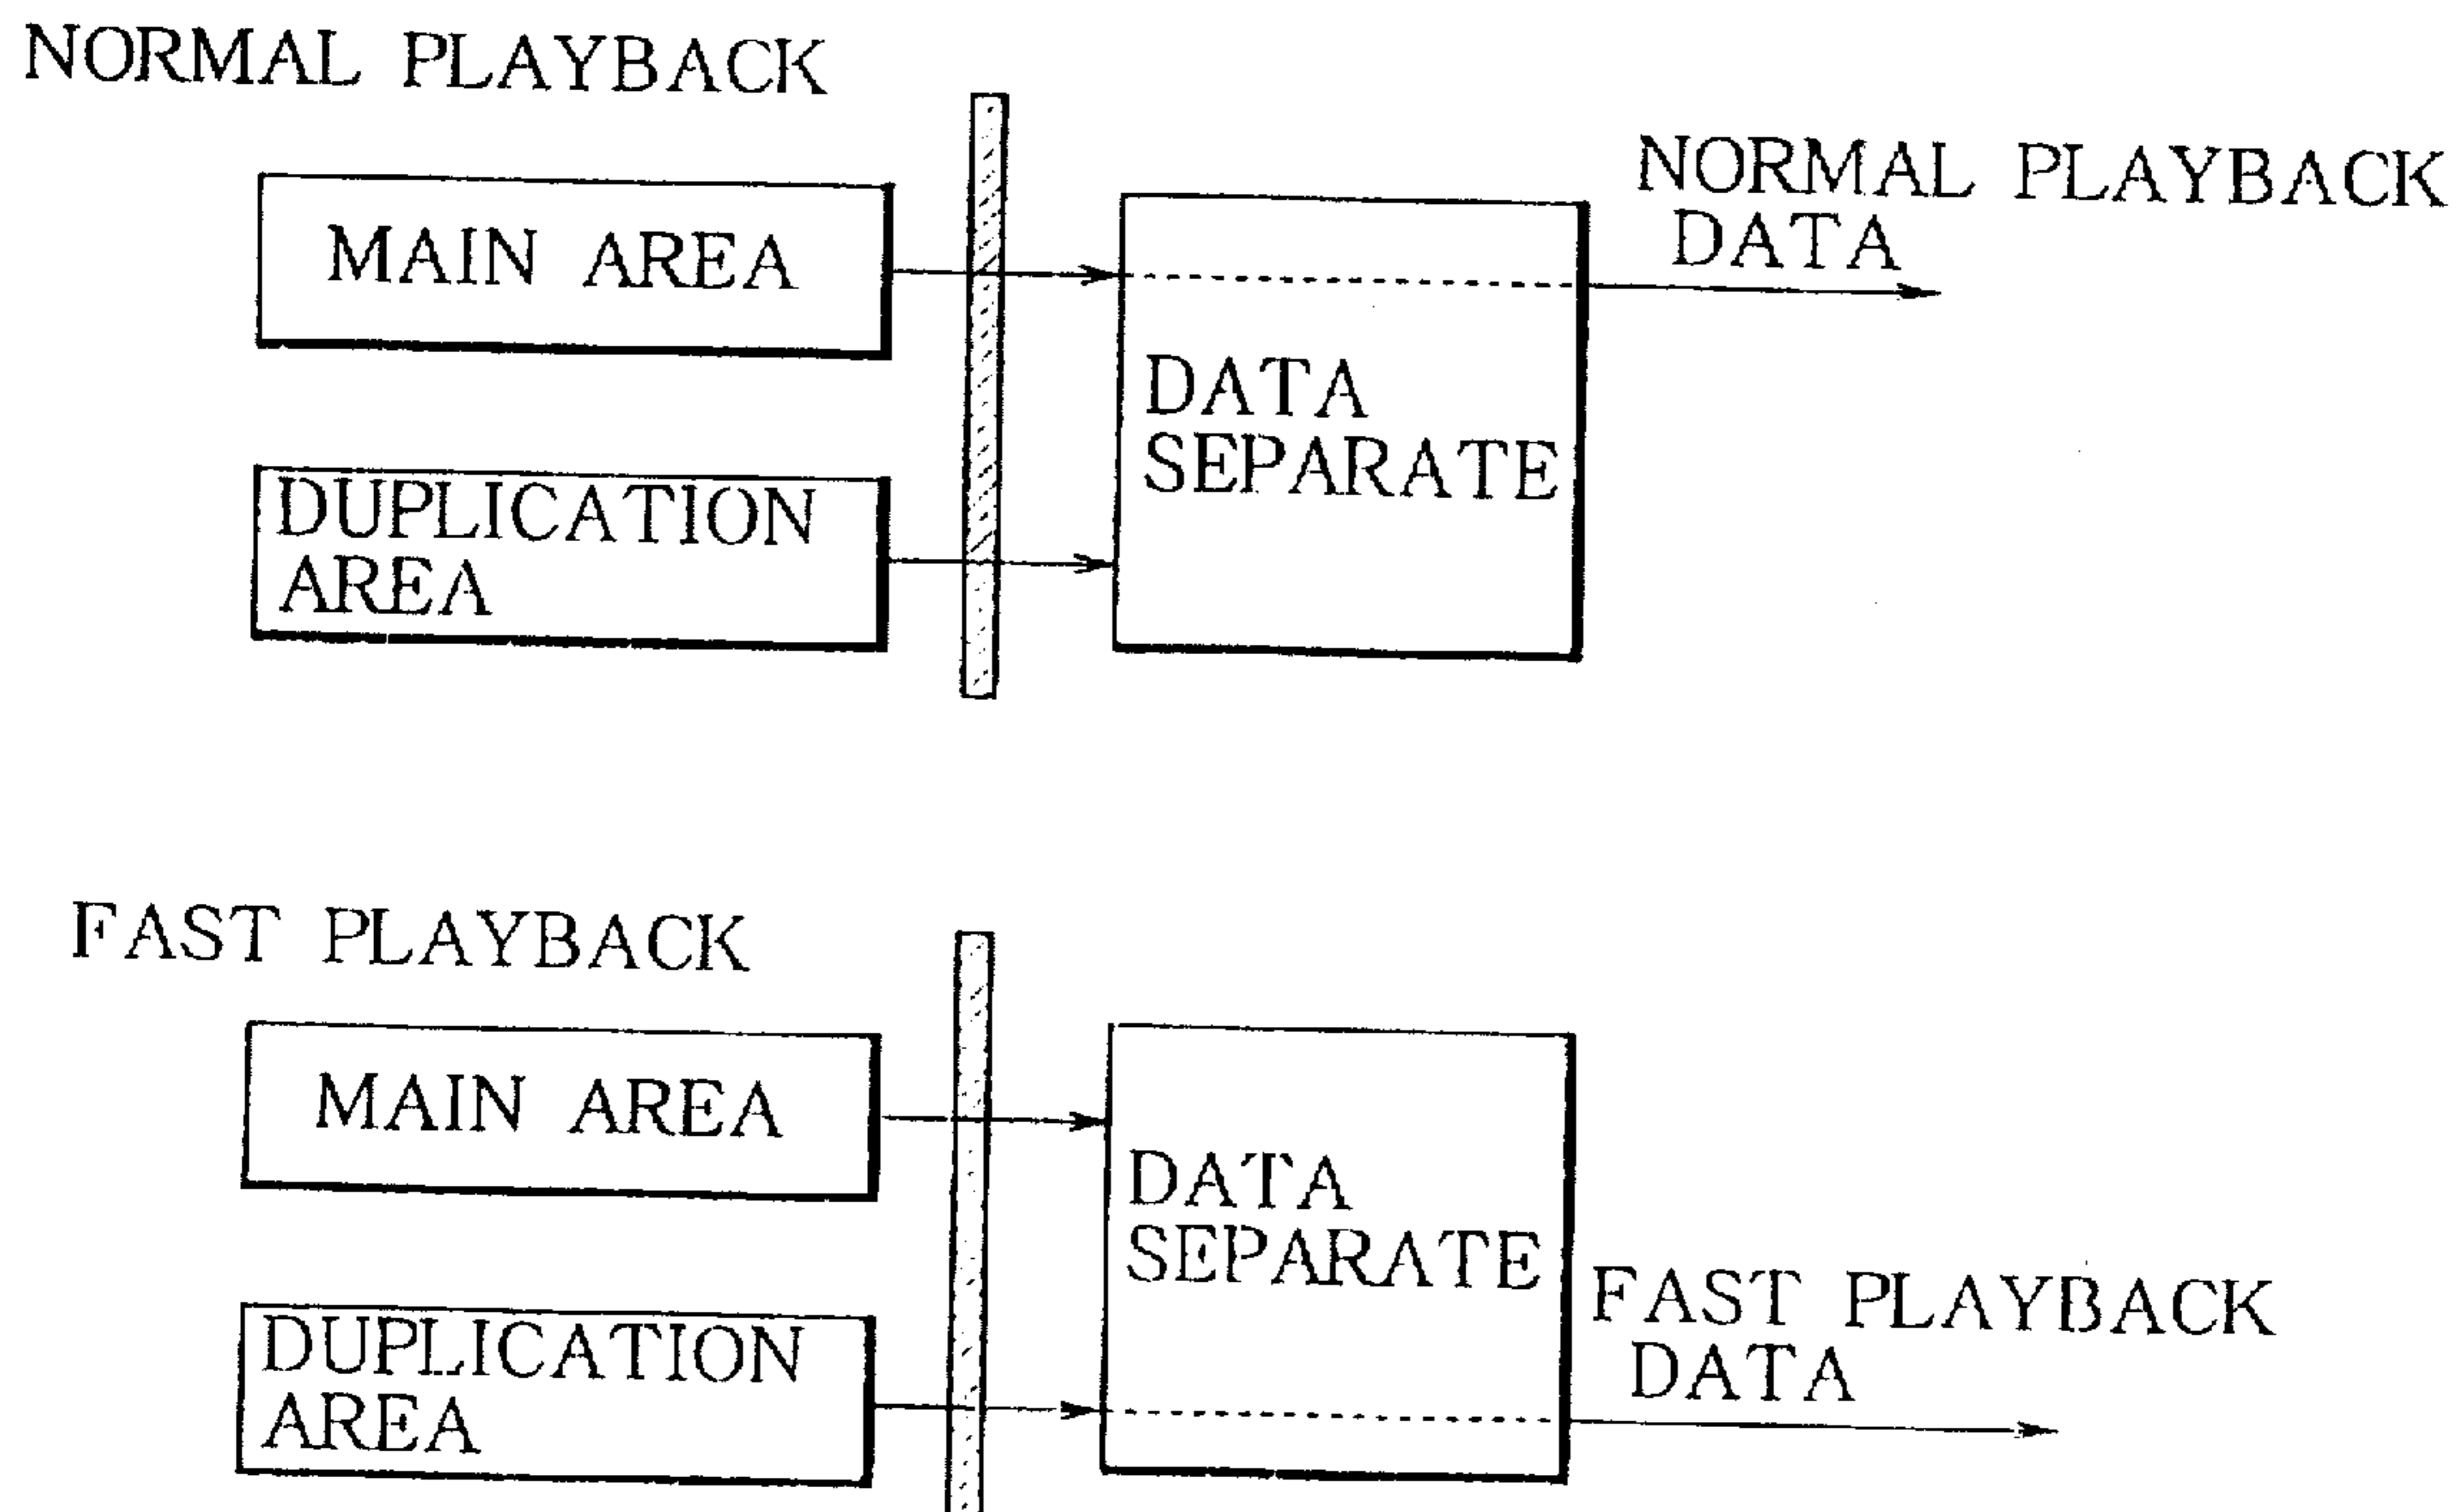 NORMAL PLAYBACK
MAIN AREA
DUPLICATION
AREA
DATA
SEPARATE
NORMAL PLAYBACK
DATA
FAST PLAYBACK
MAIN AREA
DUPLICATION
AREA
DATA
SEPARATE
FAST PLAYBACK
DATA